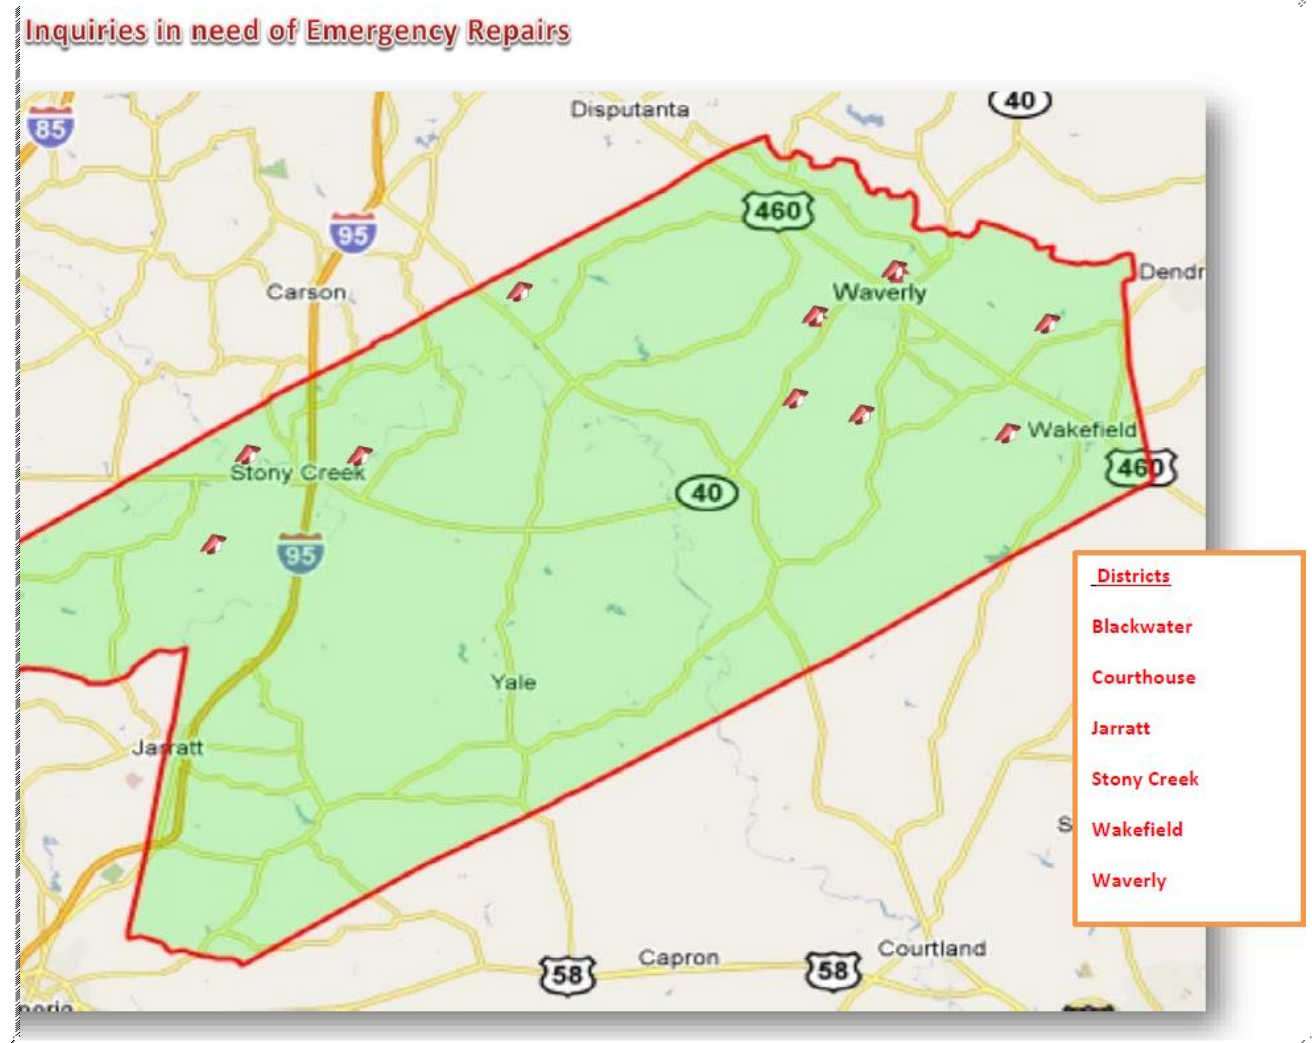 Inquiries in need of Emergency Repairs
Disputanta
40
85
460
95
Carson
Dendr
Waverly
Wakefield
460
Stony Creek
40
95
Yale
Jarratt
Districts
Blackwater
Courthouse
Jarratt
Stony Creek
Wakefield
Waverly
S
Courtland
Capron
58
58